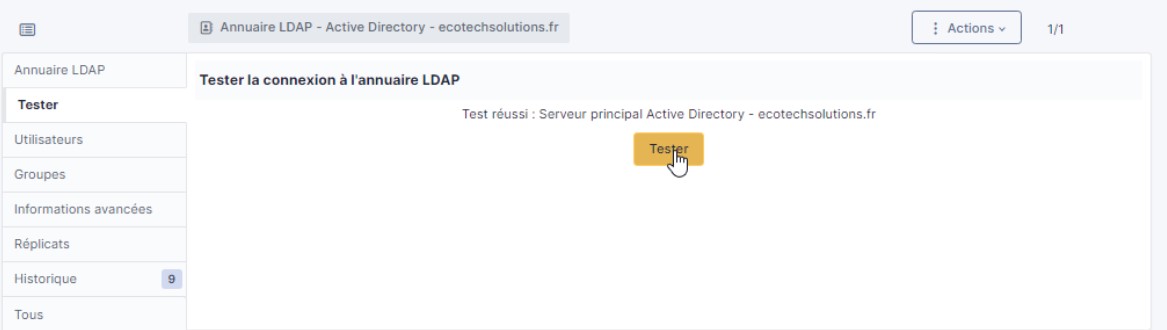 Annuaire LDAP - Active Directory - ecotechsolutions.fr
Actions
1/1
Annuaire LDAP
Tester
Utilisateurs
Groupes
Informations avancées
Réplicats
Historique 9
Tous
Tester la connexion à l'annuaire LDAP
Test réussi : Serveur principal Active Directory - ecotechsolutions.fr
Tester